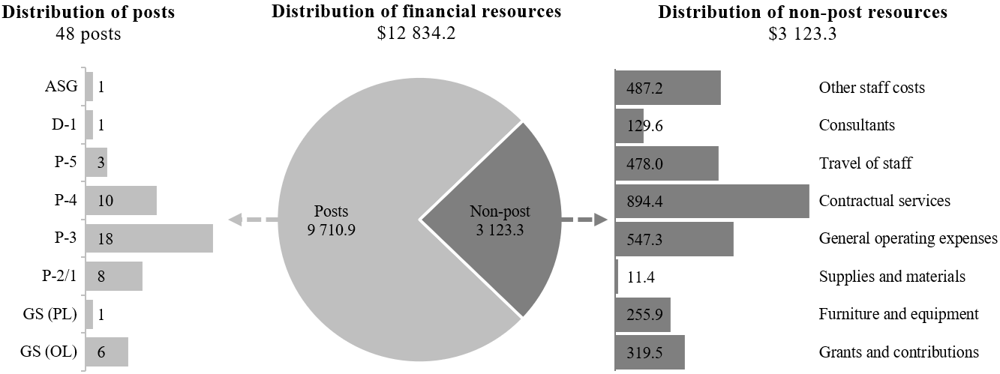 Distribution of posts
48 posts
ASG 1
D-1 1
P-5 3
P-4 10
P-3 18
P-2/1 8
GS (PL) 1
GS (OL) 6
Distribution of financial resources
$12 834.2
Posts
9 710.9
Non-post
3 123.3
Distribution of non-post resources
$3 123.3
487.2 Other staff costs
129.6 Consultants
478.0 Travel of staff
894.4 Contractual services
547.3 General operating expenses
11.4 Supplies and materials
255.9 Furniture and equipment
319.5 Grants and contributions